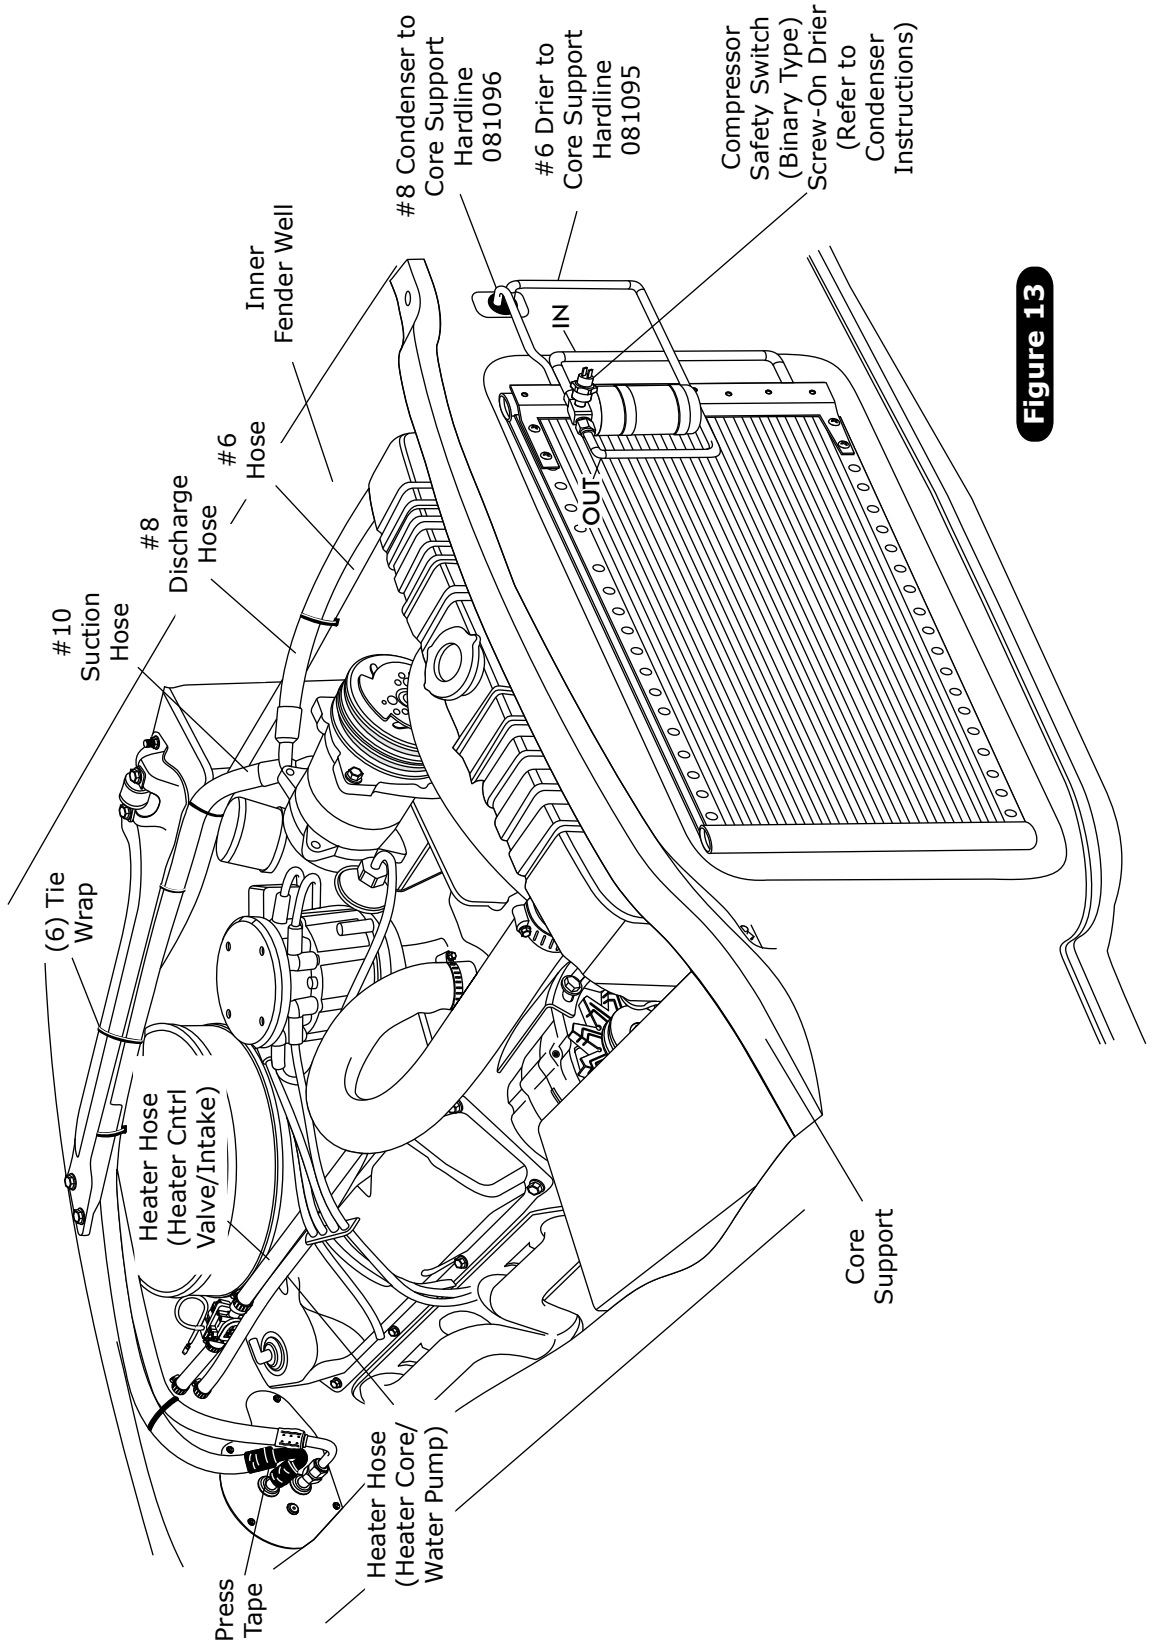 (6) Tie
Wrap
#10
Suction
Hose
#8
Discharge
Hose
#6
Hose
Inner
Fender Well
#8 Condenser to
Core Support
Hardline
081096
#6 Drier to
Core Support
Hardline
081095
Compressor
Safety Switch
(Binary Type)
Screw-On Drier
(Refer to
Condenser
Instructions)
IN
OUT
Heater Hose
(Heater Cntrl
Valve/Intake)
Press
Tape
Heater Hose
(Heater Core/
Water Pump)
Core
Support
Figure 13